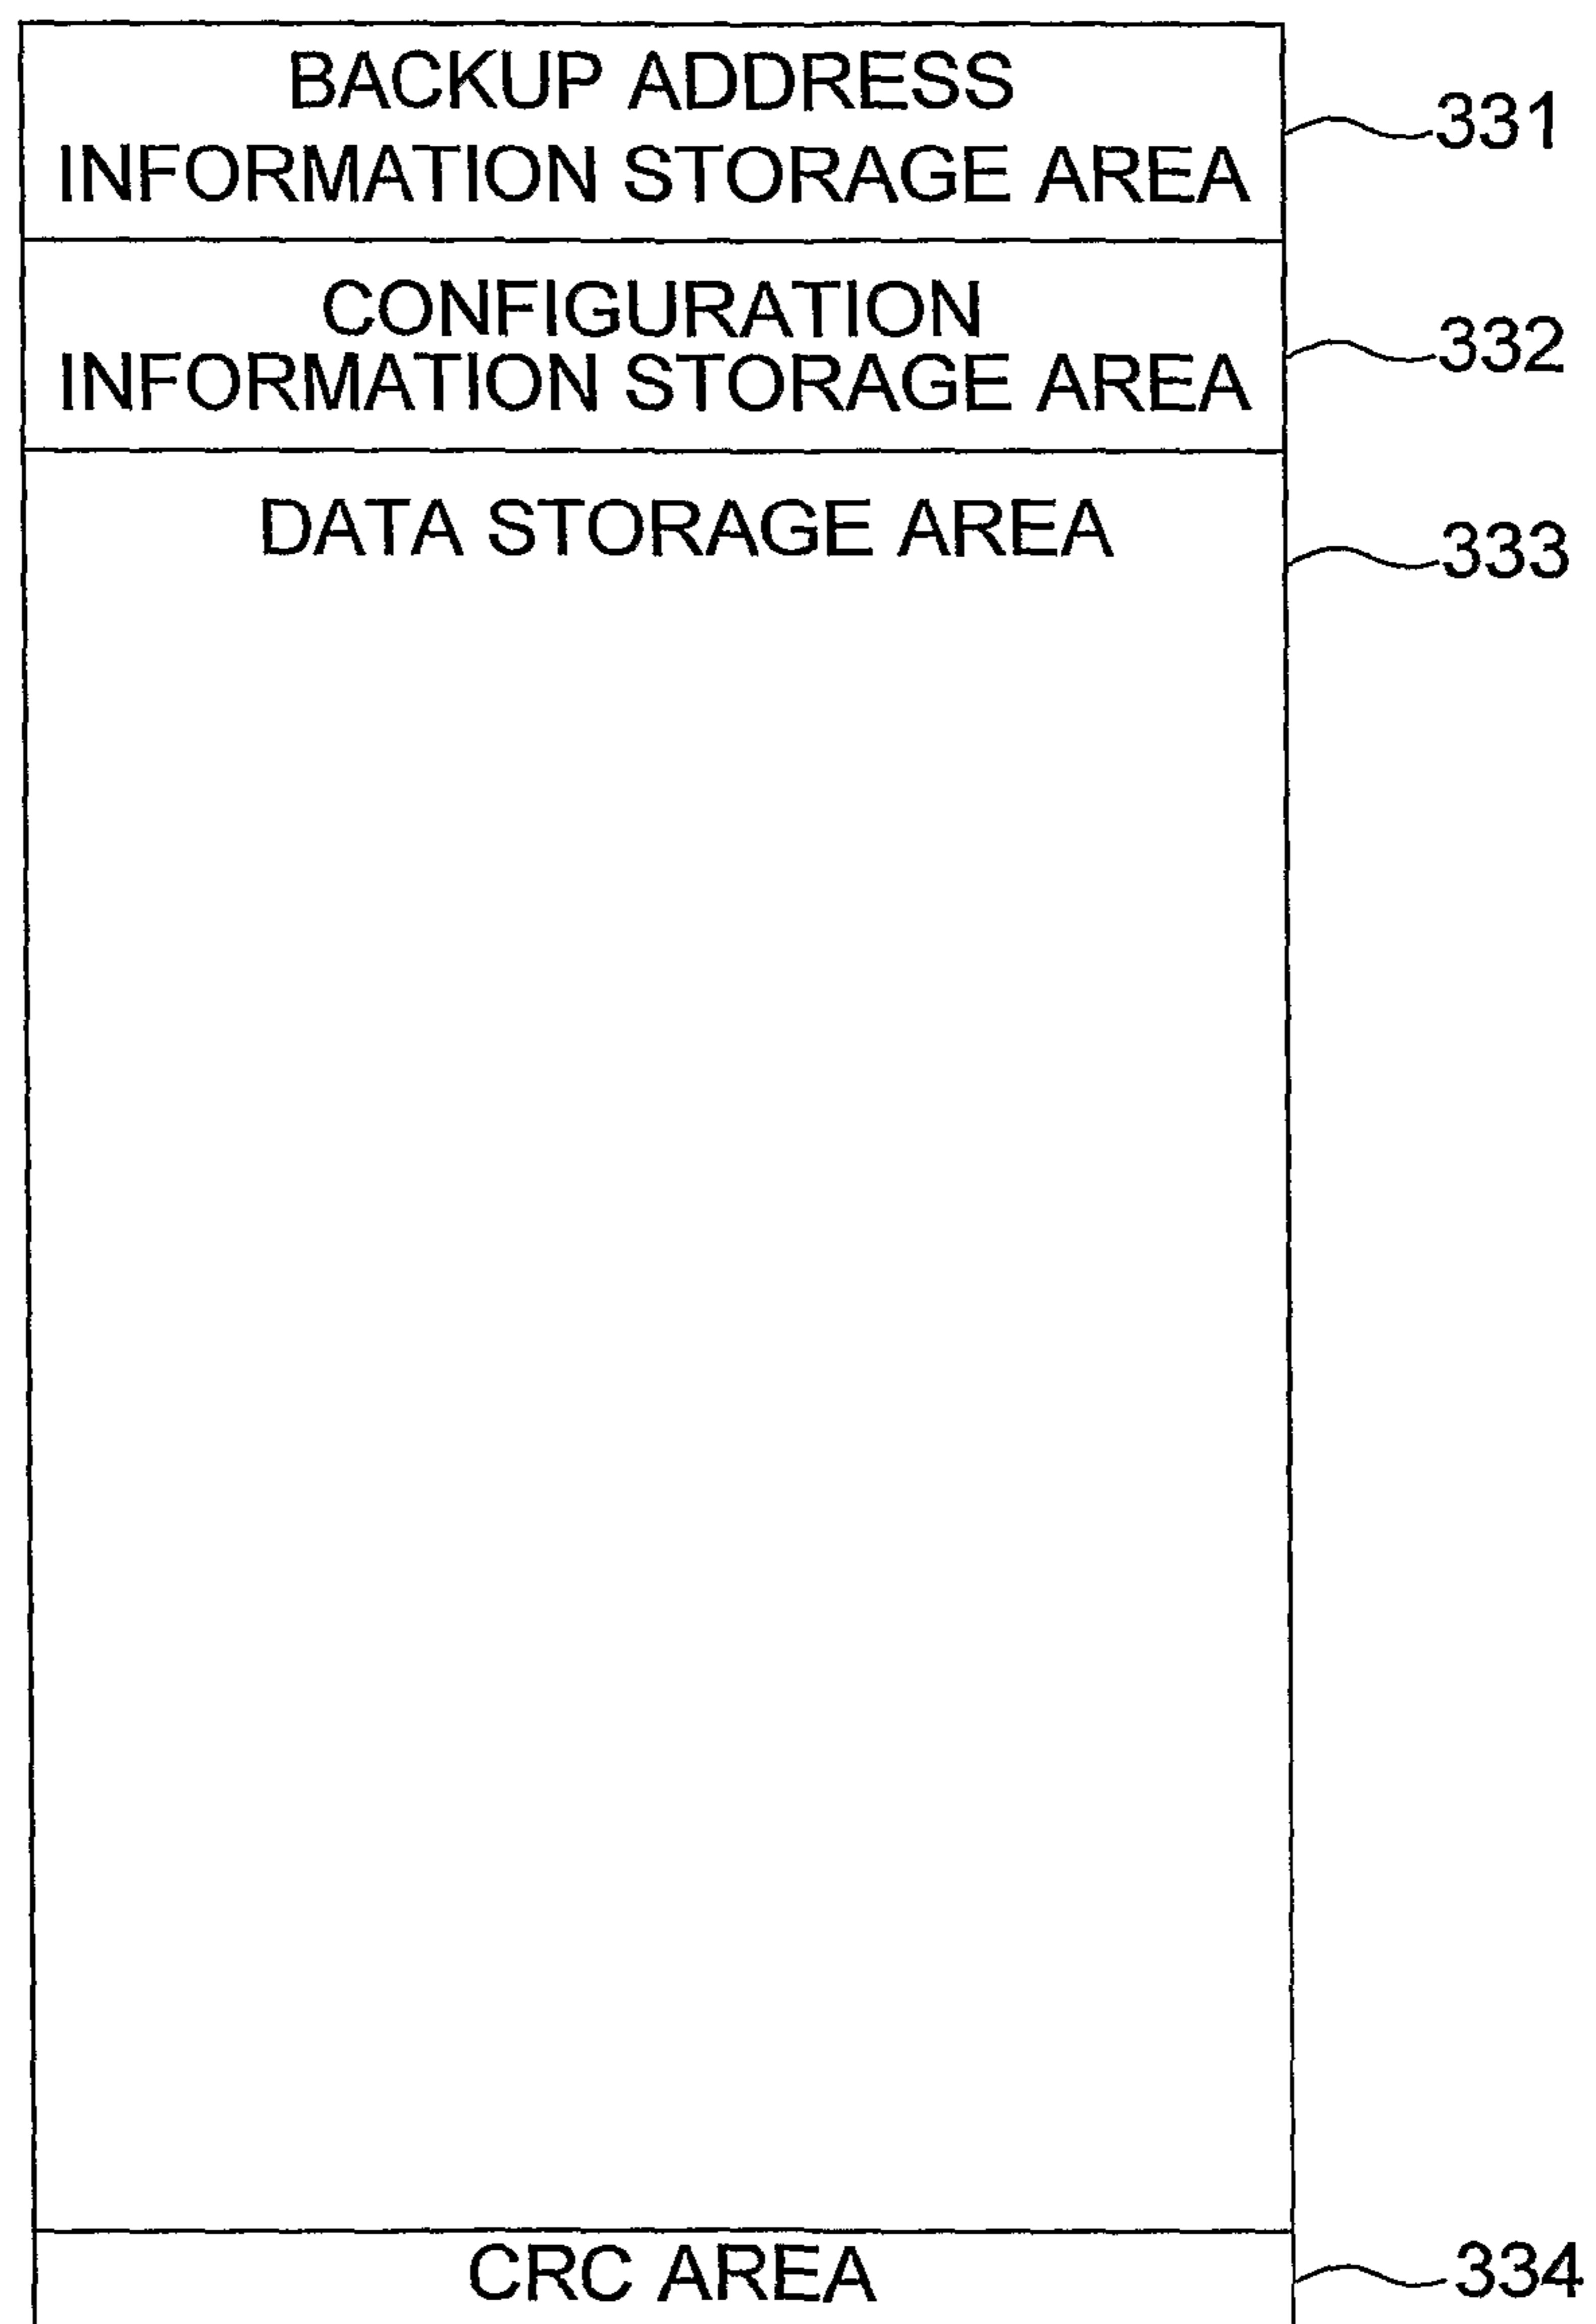 BACKUP ADDRESS
INFORMATION STORAGE AREA
331
CONFIGURATION
INFORMATION STORAGE AREA
332
DATA STORAGE AREA
333
CRC AREA
334